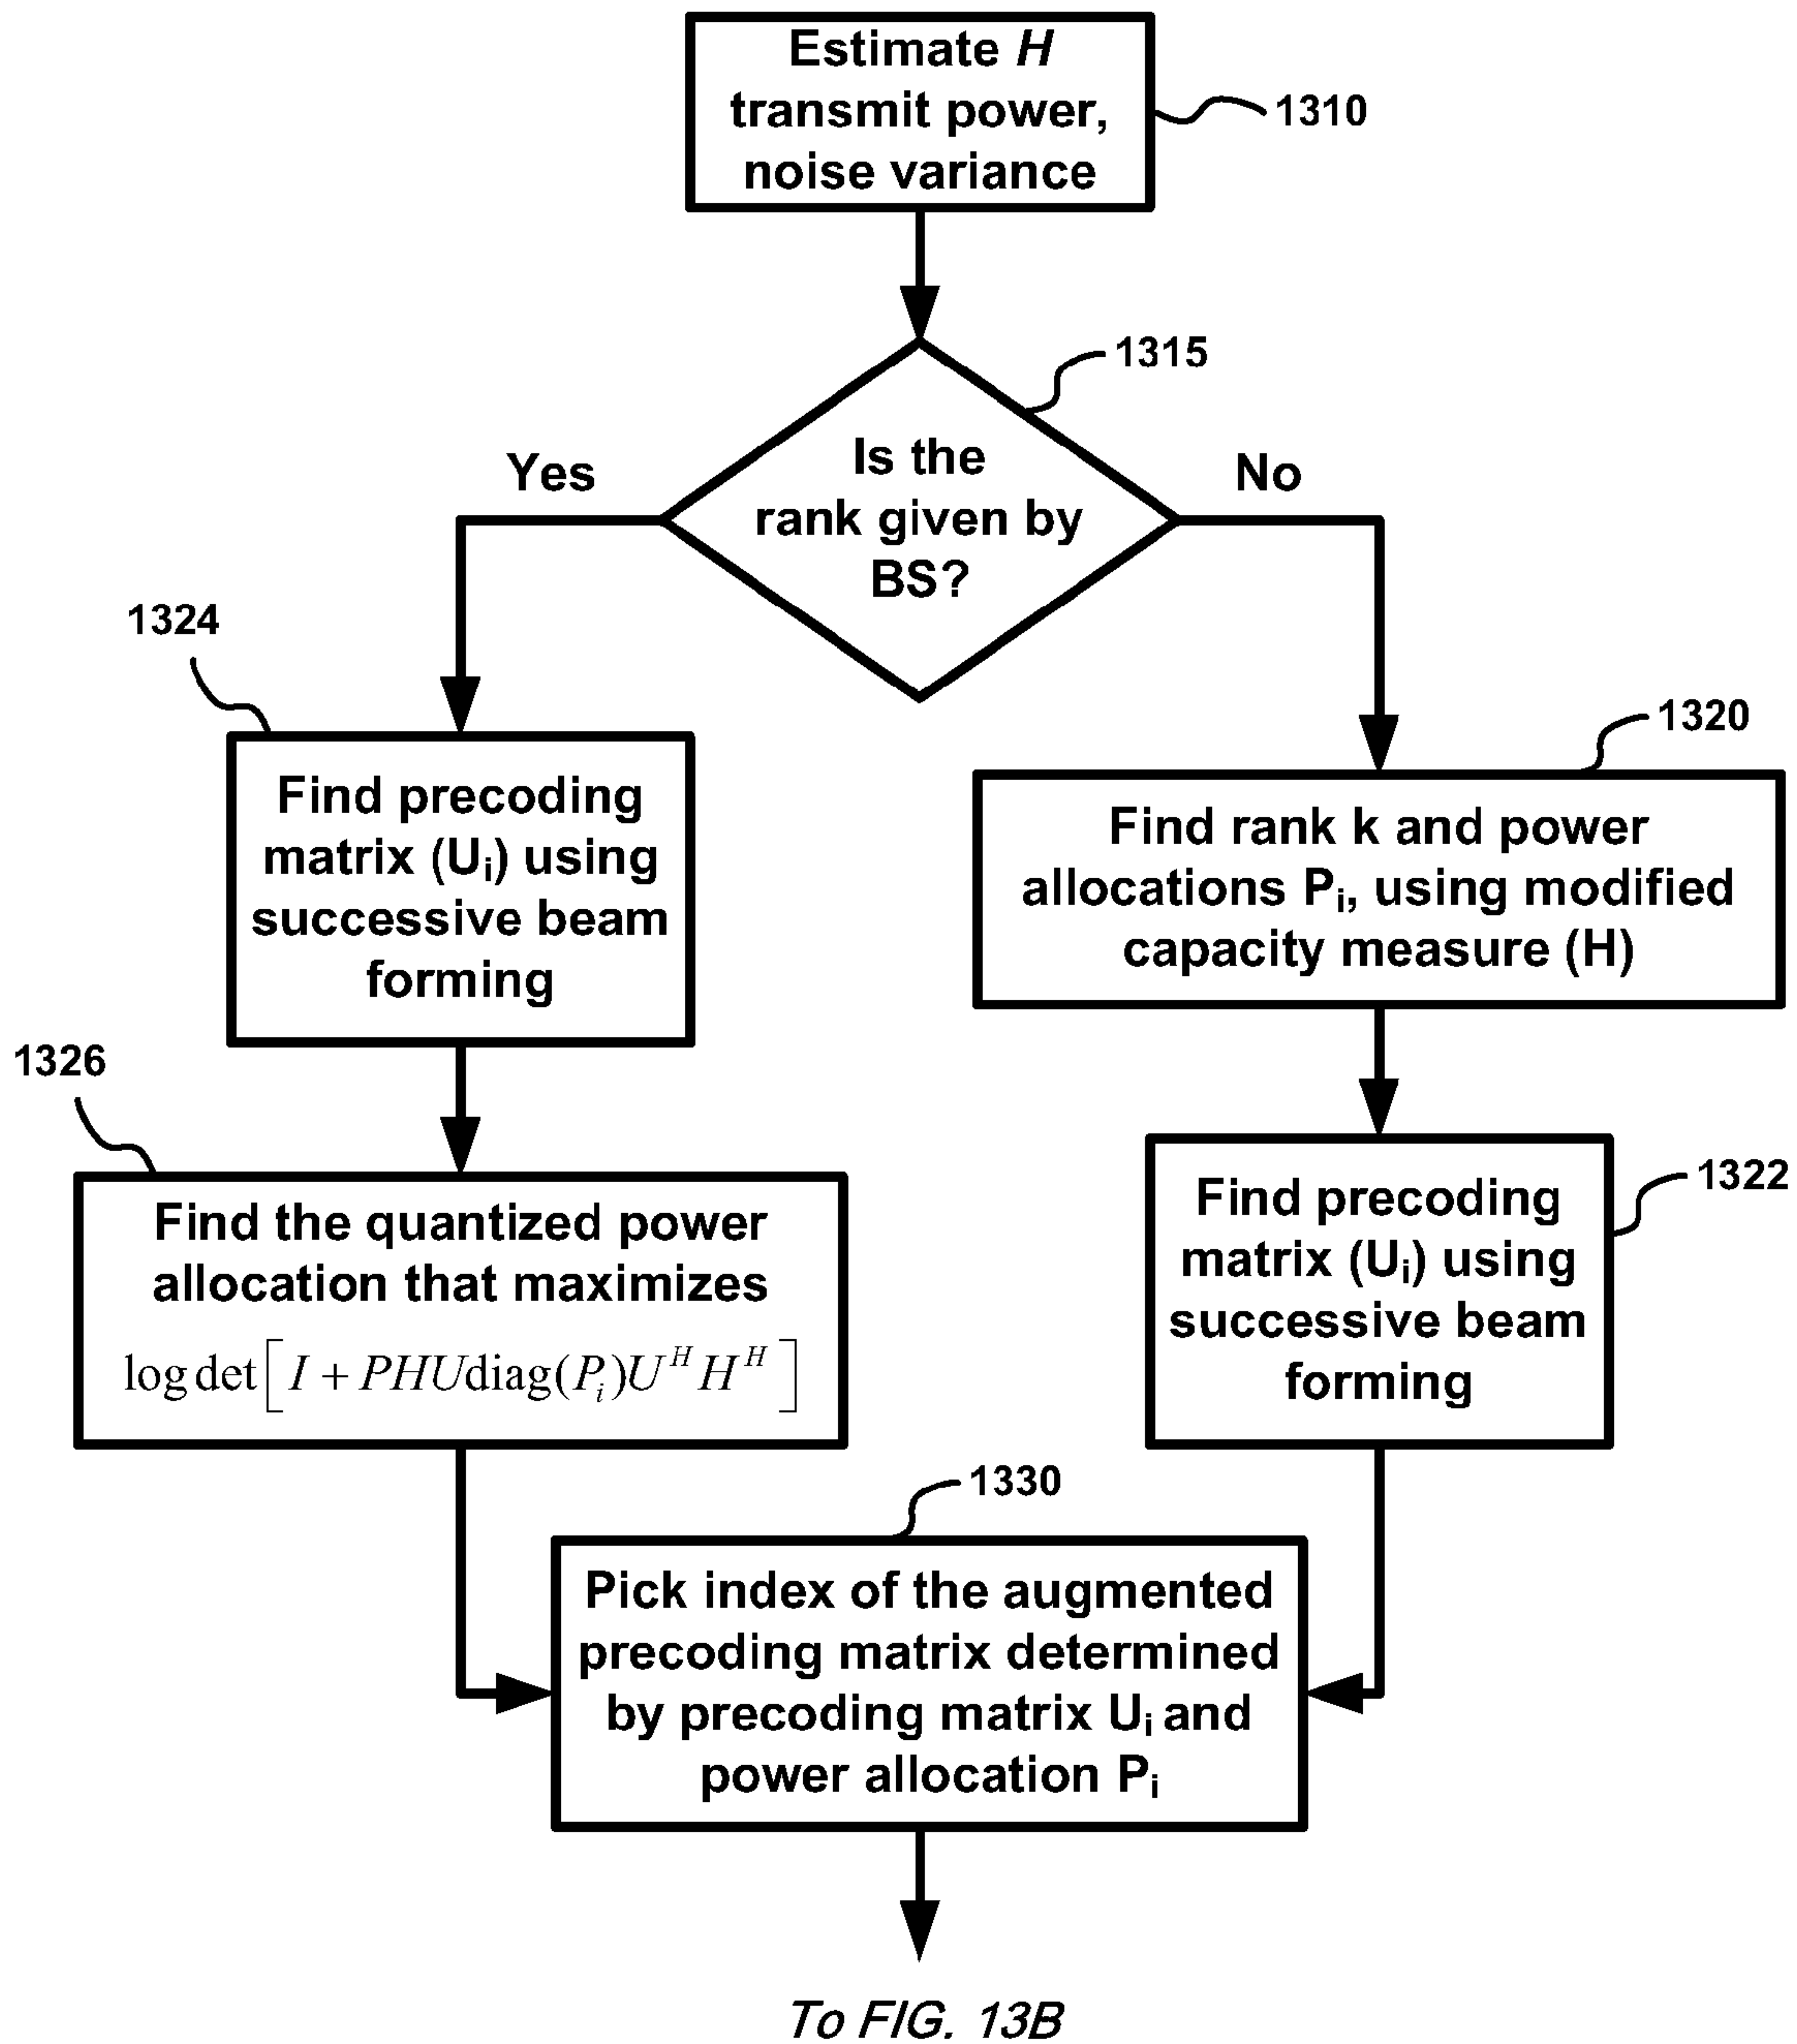 Estimate H
transmit power,
noise variance
1310
1315
Is the
rank given by
BS?
Yes
No
1324
Find precoding
matrix (Ui) using
successive beam
forming
1320
Find rank k and power
allocations Pi, using modified
capacity measure (H)
1326
Find the quantized power
allocation that maximizes
log det[I + PHUdiag(P_i)U^H H^H]
1322
Find precoding
matrix (Ui) using
successive beam
forming
1330
Pick index of the augmented
precoding matrix determined
by precoding matrix Ui and
power allocation Pi
To FIG. 13B